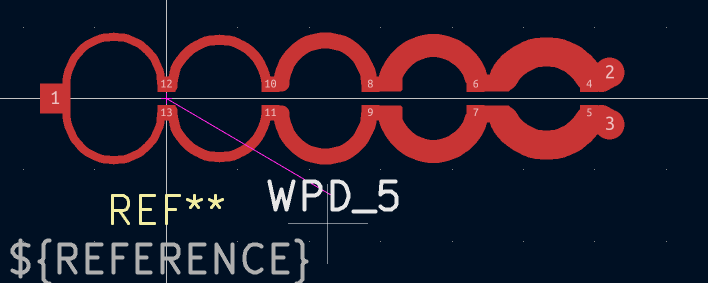 12 10 8 6 4 2
1
13 11 9 7 5 3
WPD_5
REF**
${REFERENCE}